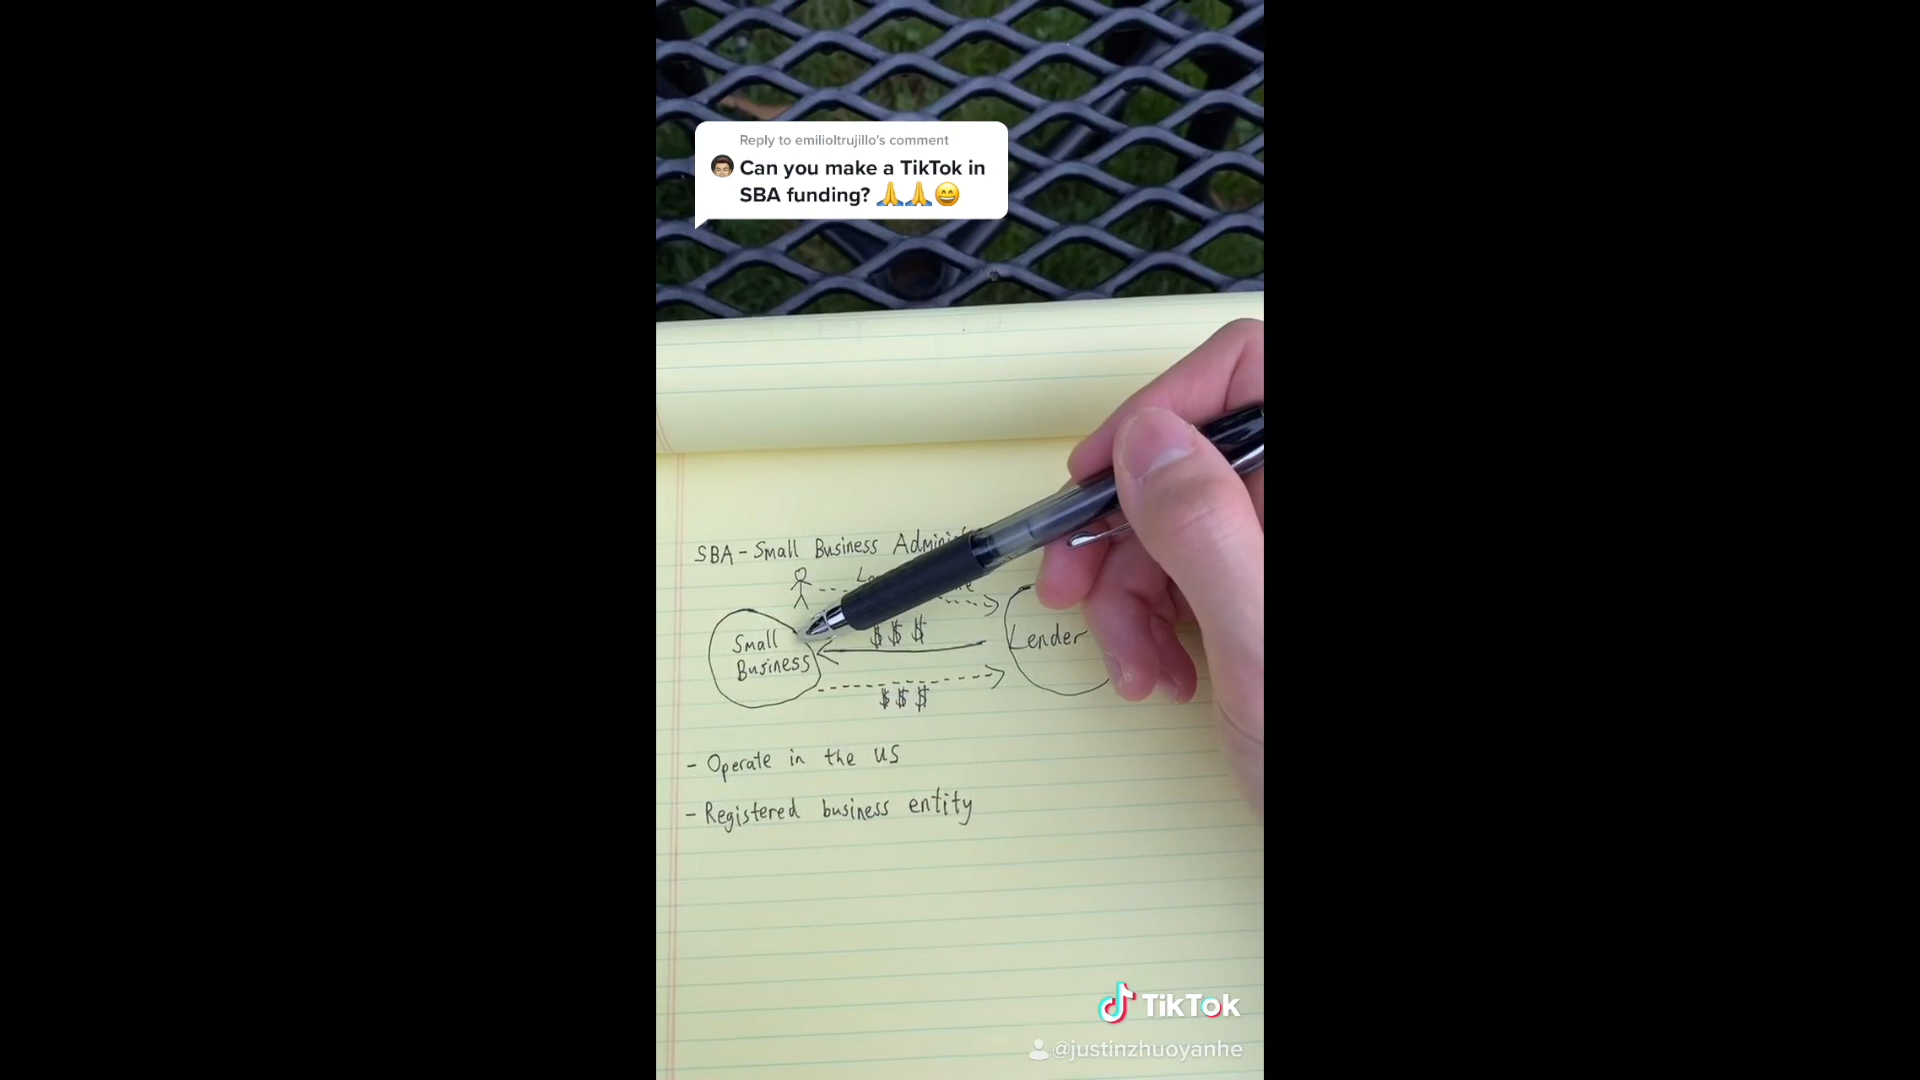 Reply to emilioltrujillo's comment
Can you make a TikTok in
SBA funding? 🙏🙏😄
SBA - Small Business
$ $ $
Small
Business
Lender
$ $ $
- Operate in the US
- Registered business entity
TikTok
@justinzhuoyanhe